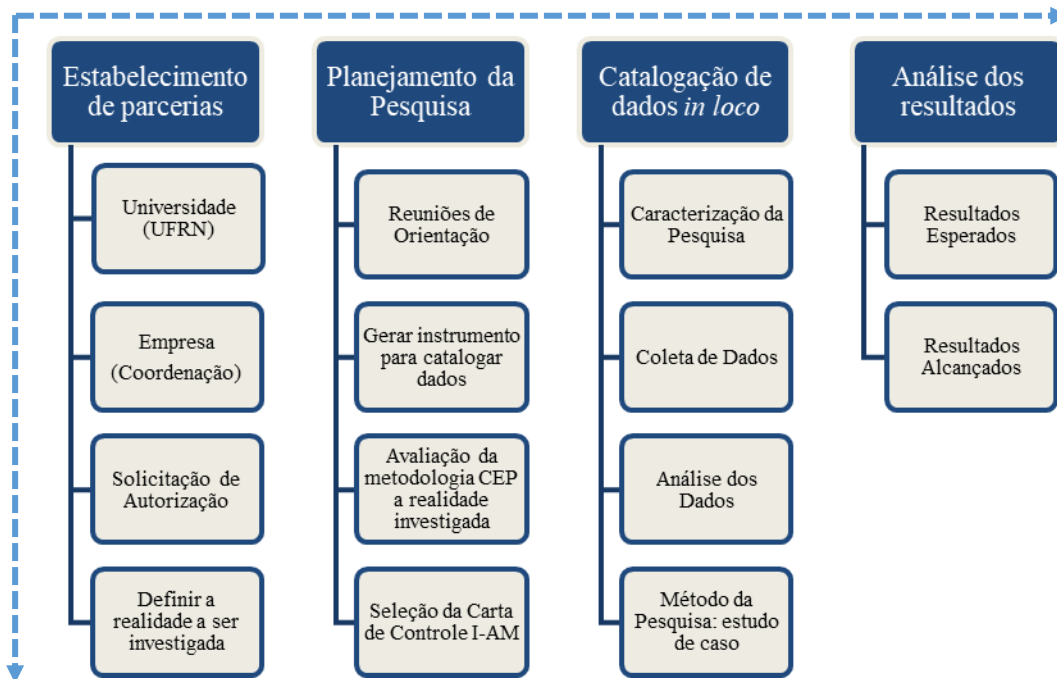 Estabelecimento
de parcerias
Universidade
(UFRN)
Empresa
(Coordenação)
Solicitação de
Autorização
Definir a
realidade a ser
investigada
Planejamento da
Pesquisa
Reuniões de
Orientação
Gerar instrumento
para catalogar
dados
Avaliação da
metodologia CEP
a realidade
investigada
Seleção da Carta
de Controle I-AM
Catalogação de
dados in loco
Caracterização da
Pesquisa
Coleta de Dados
Análise dos
Dados
Método da
Pesquisa: estudo
de caso
Análise dos
resultados
Resultados
Esperados
Resultados
Alcançados